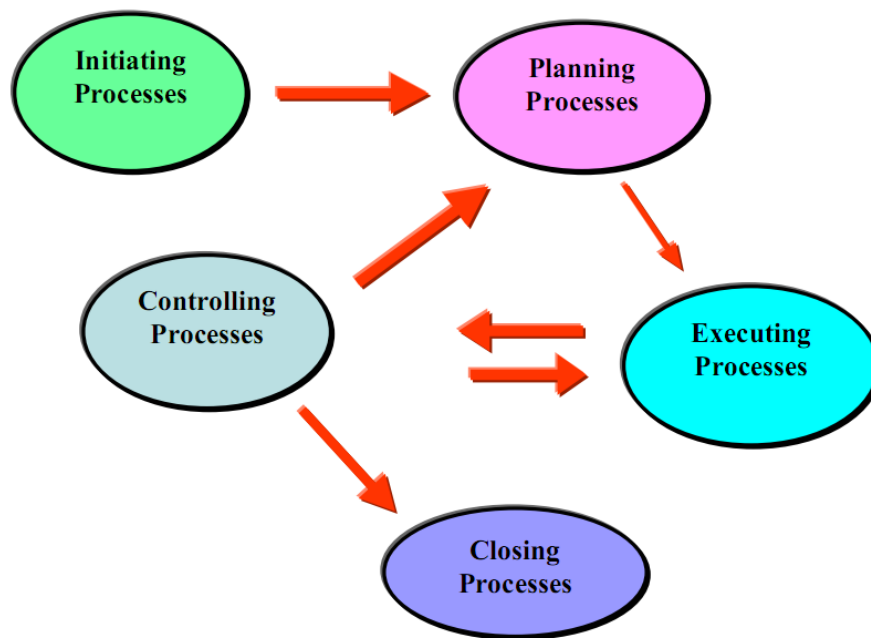 Initiating
Processes
Planning
Processes
Controlling
Processes
Executing
Processes
Closing
Processes